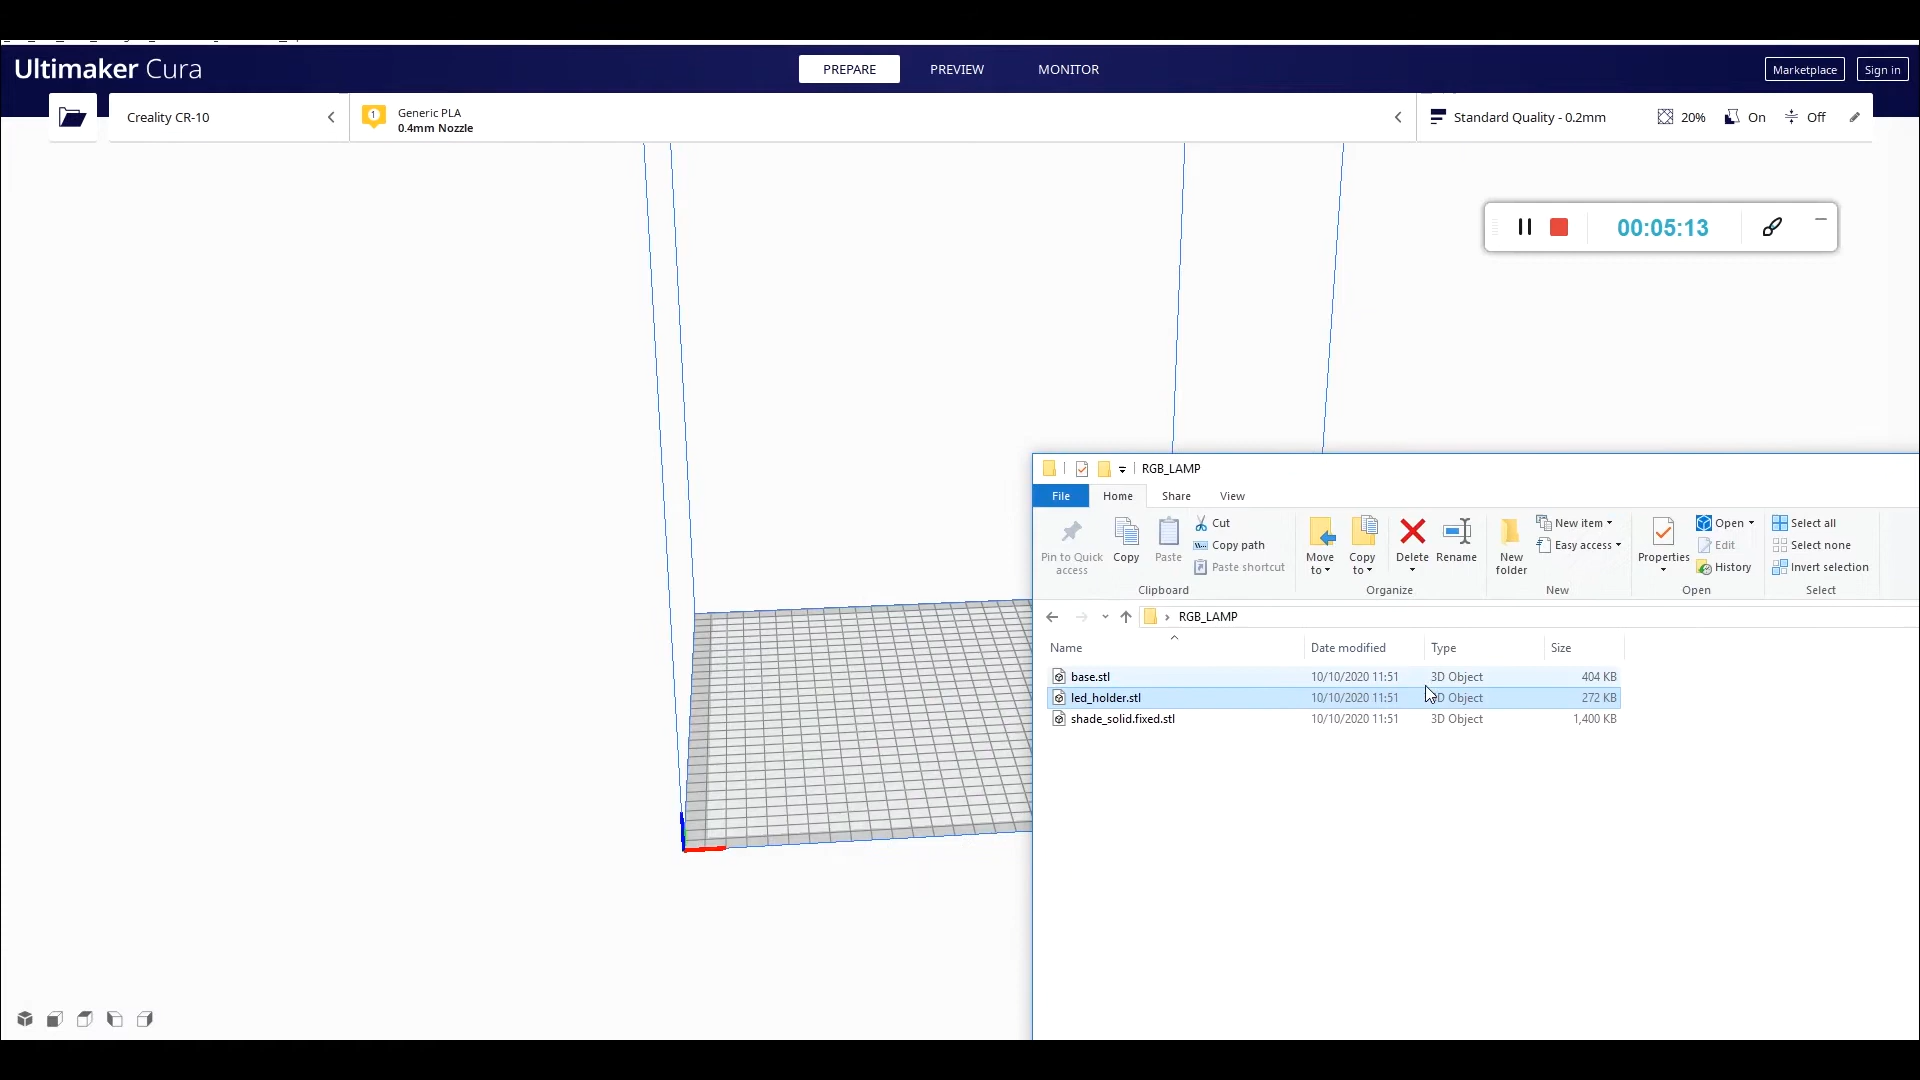 Ultimaker Cura
PREPARE
PREVIEW
MONITOR
Marketplace
Sign in
Creality CR-10
1
Generic PLA
0.4mm Nozzle
Standard Quality - 0.2mm
20%
On
Off
00:05:13
RGB_LAMP
File
Home
Share
View
Pin to Quick
access
Copy
Paste
Cut
Copy path
Paste shortcut
Clipboard
Move
to
Copy
to
Delete
Rename
Organize
New
folder
New item
Easy access
New
Properties
Open
Edit
History
Open
Select all
Select none
Invert selection
Select
RGB_LAMP
Name Date modified Type Size
base.stl 10/10/2020 11:51 3D Object 404 KB
led_holder.stl 10/10/2020 11:51 3D Object 272 KB
shade_solid.fixed.stl 10/10/2020 11:51 3D Object 1,400 KB